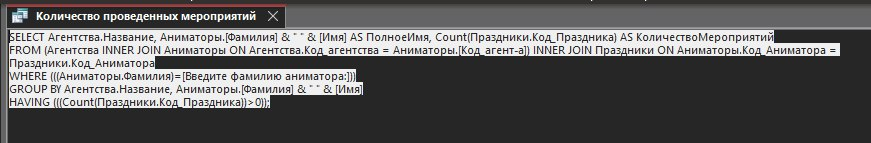 Количество проведенных мероприятий
SELECT Агентства.Название, Аниматоры.[Фамилия] & " " & [Имя] AS ПолноеИмя, Count(Праздники.Код_Праздника) AS КоличествоМероприятий
FROM (Агентства INNER JOIN Аниматоры ON Агентства.Код_агентства = Аниматоры.[Код_агент-а]) INNER JOIN Праздники ON Аниматоры.Код_Аниматора =
Праздники.Код_Аниматора
WHERE (((Аниматоры.Фамилия)=[Введите фамилию аниматора:]))
GROUP BY Агентства.Название, Аниматоры.[Фамилия] & " " & [Имя]
HAVING (((Count(Праздники.Код_Праздника))>0));